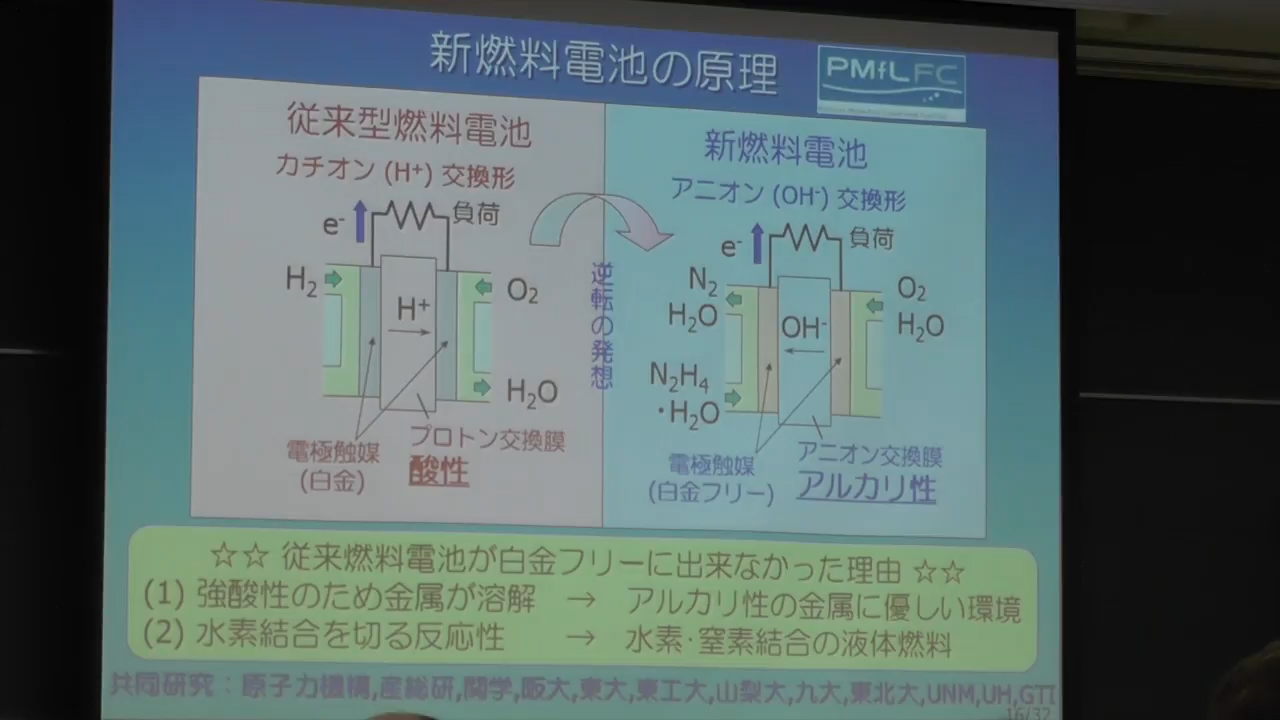 新燃料電池の原理
PMfLFC
従来型燃料電池
カチオン (H⁺) 交換形
e⁻
負荷
H₂
O₂
H⁺
H₂O
電極触媒
(白金)
プロトン交換膜
酸性
逆転の発想
新燃料電池
アニオン (OH⁻) 交換形
e⁻
負荷
N₂
H₂O
O₂
H₂O
OH⁻
N₂H₄
・H₂O
電極触媒
(白金フリー)
アニオン交換膜
アルカリ性
☆☆ 従来燃料電池が白金フリーに出来なかった理由 ☆☆
(1) 強酸性のため金属が溶解 → アルカリ性の金属に優しい環境
(2) 水素結合を切る反応性 → 水素・窒素結合の液体燃料
共同研究：原子力機構,産総研,関学,阪大,東大,東工大,山梨大,九大,東北大,UNM,UH,GTI
16/32